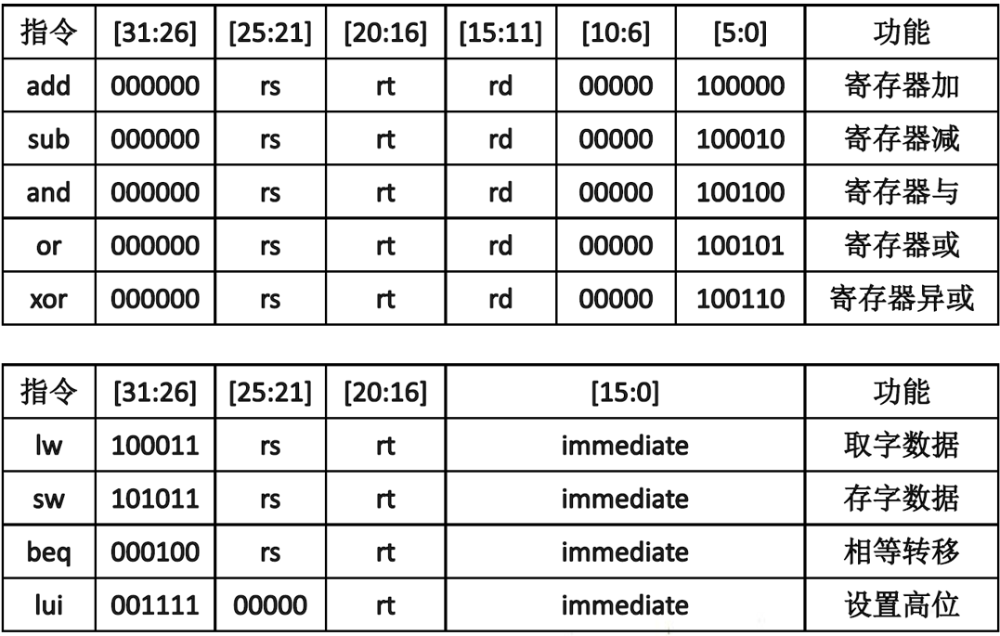 指令 [31:26] [25:21] [20:16] [15:11] [10:6] [5:0] 功能
add 000000 rs rt rd 00000 100000 寄存器加
sub 000000 rs rt rd 00000 100010 寄存器减
and 000000 rs rt rd 00000 100100 寄存器与
or 000000 rs rt rd 00000 100101 寄存器或
xor 000000 rs rt rd 00000 100110 寄存器异或
指令 [31:26] [25:21] [20:16] [15:0] 功能
lw 100011 rs rt immediate 取字数据
sw 101011 rs rt immediate 存字数据
beq 000100 rs rt immediate 相等转移
lui 001111 00000 rt immediate 设置高位